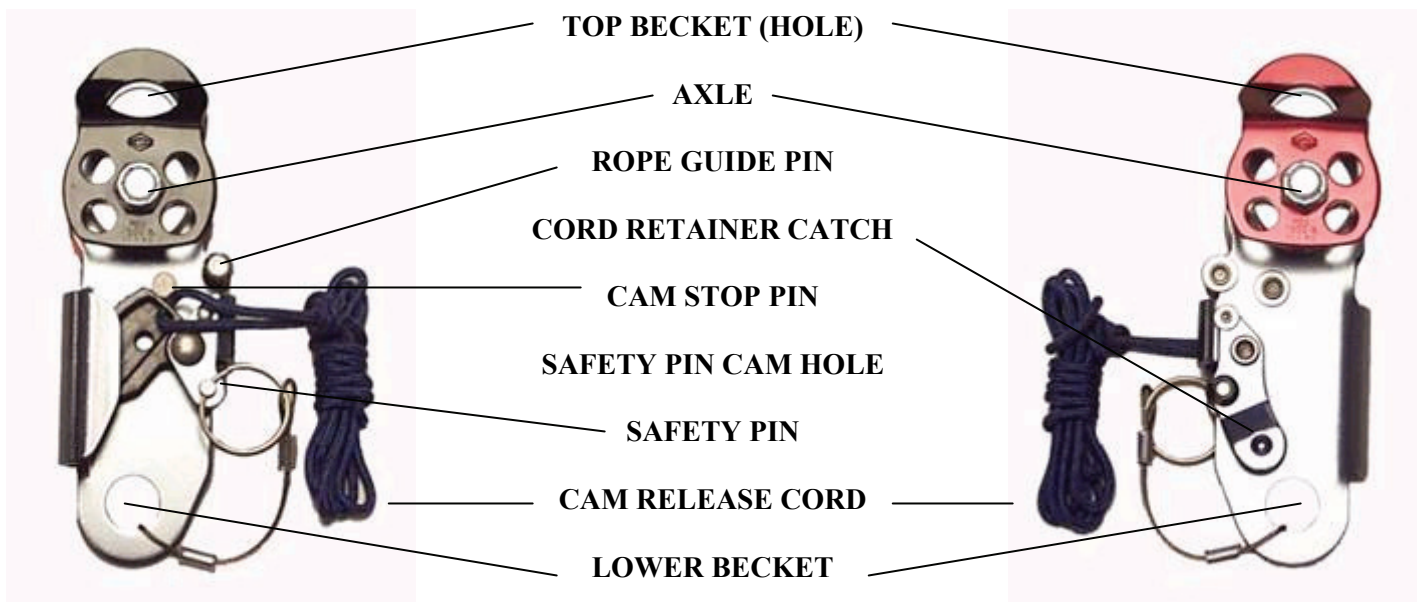 TOP BECKET (HOLE)
AXLE
ROPE GUIDE PIN
CORD RETAINER CATCH
CAM STOP PIN
SAFETY PIN CAM HOLE
SAFETY PIN
CAM RELEASE CORD
LOWER BECKET